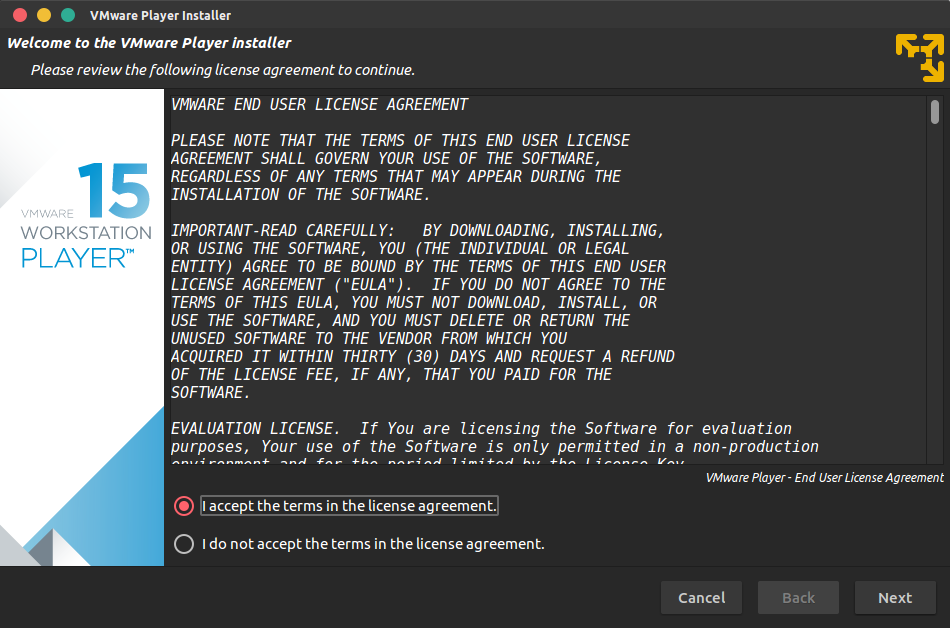 VMware Player Installer
Welcome to the VMware Player installer
Please review the following license agreement to continue.
15
VMWARE
WORKSTATION
PLAYER™
VMWARE END USER LICENSE AGREEMENT
PLEASE NOTE THAT THE TERMS OF THIS END USER LICENSE
AGREEMENT SHALL GOVERN YOUR USE OF THE SOFTWARE,
REGARDLESS OF ANY TERMS THAT MAY APPEAR DURING THE
INSTALLATION OF THE SOFTWARE.
IMPORTANT-READ CAREFULLY:   BY DOWNLOADING, INSTALLING,
OR USING THE SOFTWARE, YOU (THE INDIVIDUAL OR LEGAL
ENTITY) AGREE TO BE BOUND BY THE TERMS OF THIS END USER
LICENSE AGREEMENT ("EULA").  IF YOU DO NOT AGREE TO THE
TERMS OF THIS EULA, YOU MUST NOT DOWNLOAD, INSTALL, OR
USE THE SOFTWARE, AND YOU MUST DELETE OR RETURN THE
UNUSED SOFTWARE TO THE VENDOR FROM WHICH YOU
ACQUIRED IT WITHIN THIRTY (30) DAYS AND REQUEST A REFUND
OF THE LICENSE FEE, IF ANY, THAT YOU PAID FOR THE
SOFTWARE.
EVALUATION LICENSE.  If You are licensing the Software for evaluation
purposes, Your use of the Software is only permitted in a non-production
environment and for the period limited by the License Key.
VMware Player - End User License Agreement
I accept the terms in the license agreement.
I do not accept the terms in the license agreement.
Cancel
Back
Next